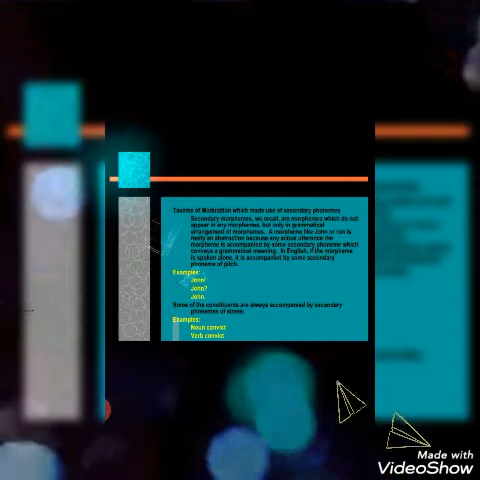 Taxeme of Modulation which made use of secondary phonemes
Secondary morphemes, we recall, are morphemes which do not
appear in any morphemes, but only in grammatical
arrangement of morphemes. A morpheme like John or run is
really an abstraction because any actual utterance the
morpheme is accompanied by some secondary phoneme which
conveys a grammatical meaning. In English, if the morpheme
is spoken alone, it is accompanied by some secondary
phoneme of pitch.
Examples:
John!
John?
John.
Some of the constituents are always accompanied by secondary
phonemes of stress.
Examples:
Noun convict
Verb convict
Made with
VideoShow